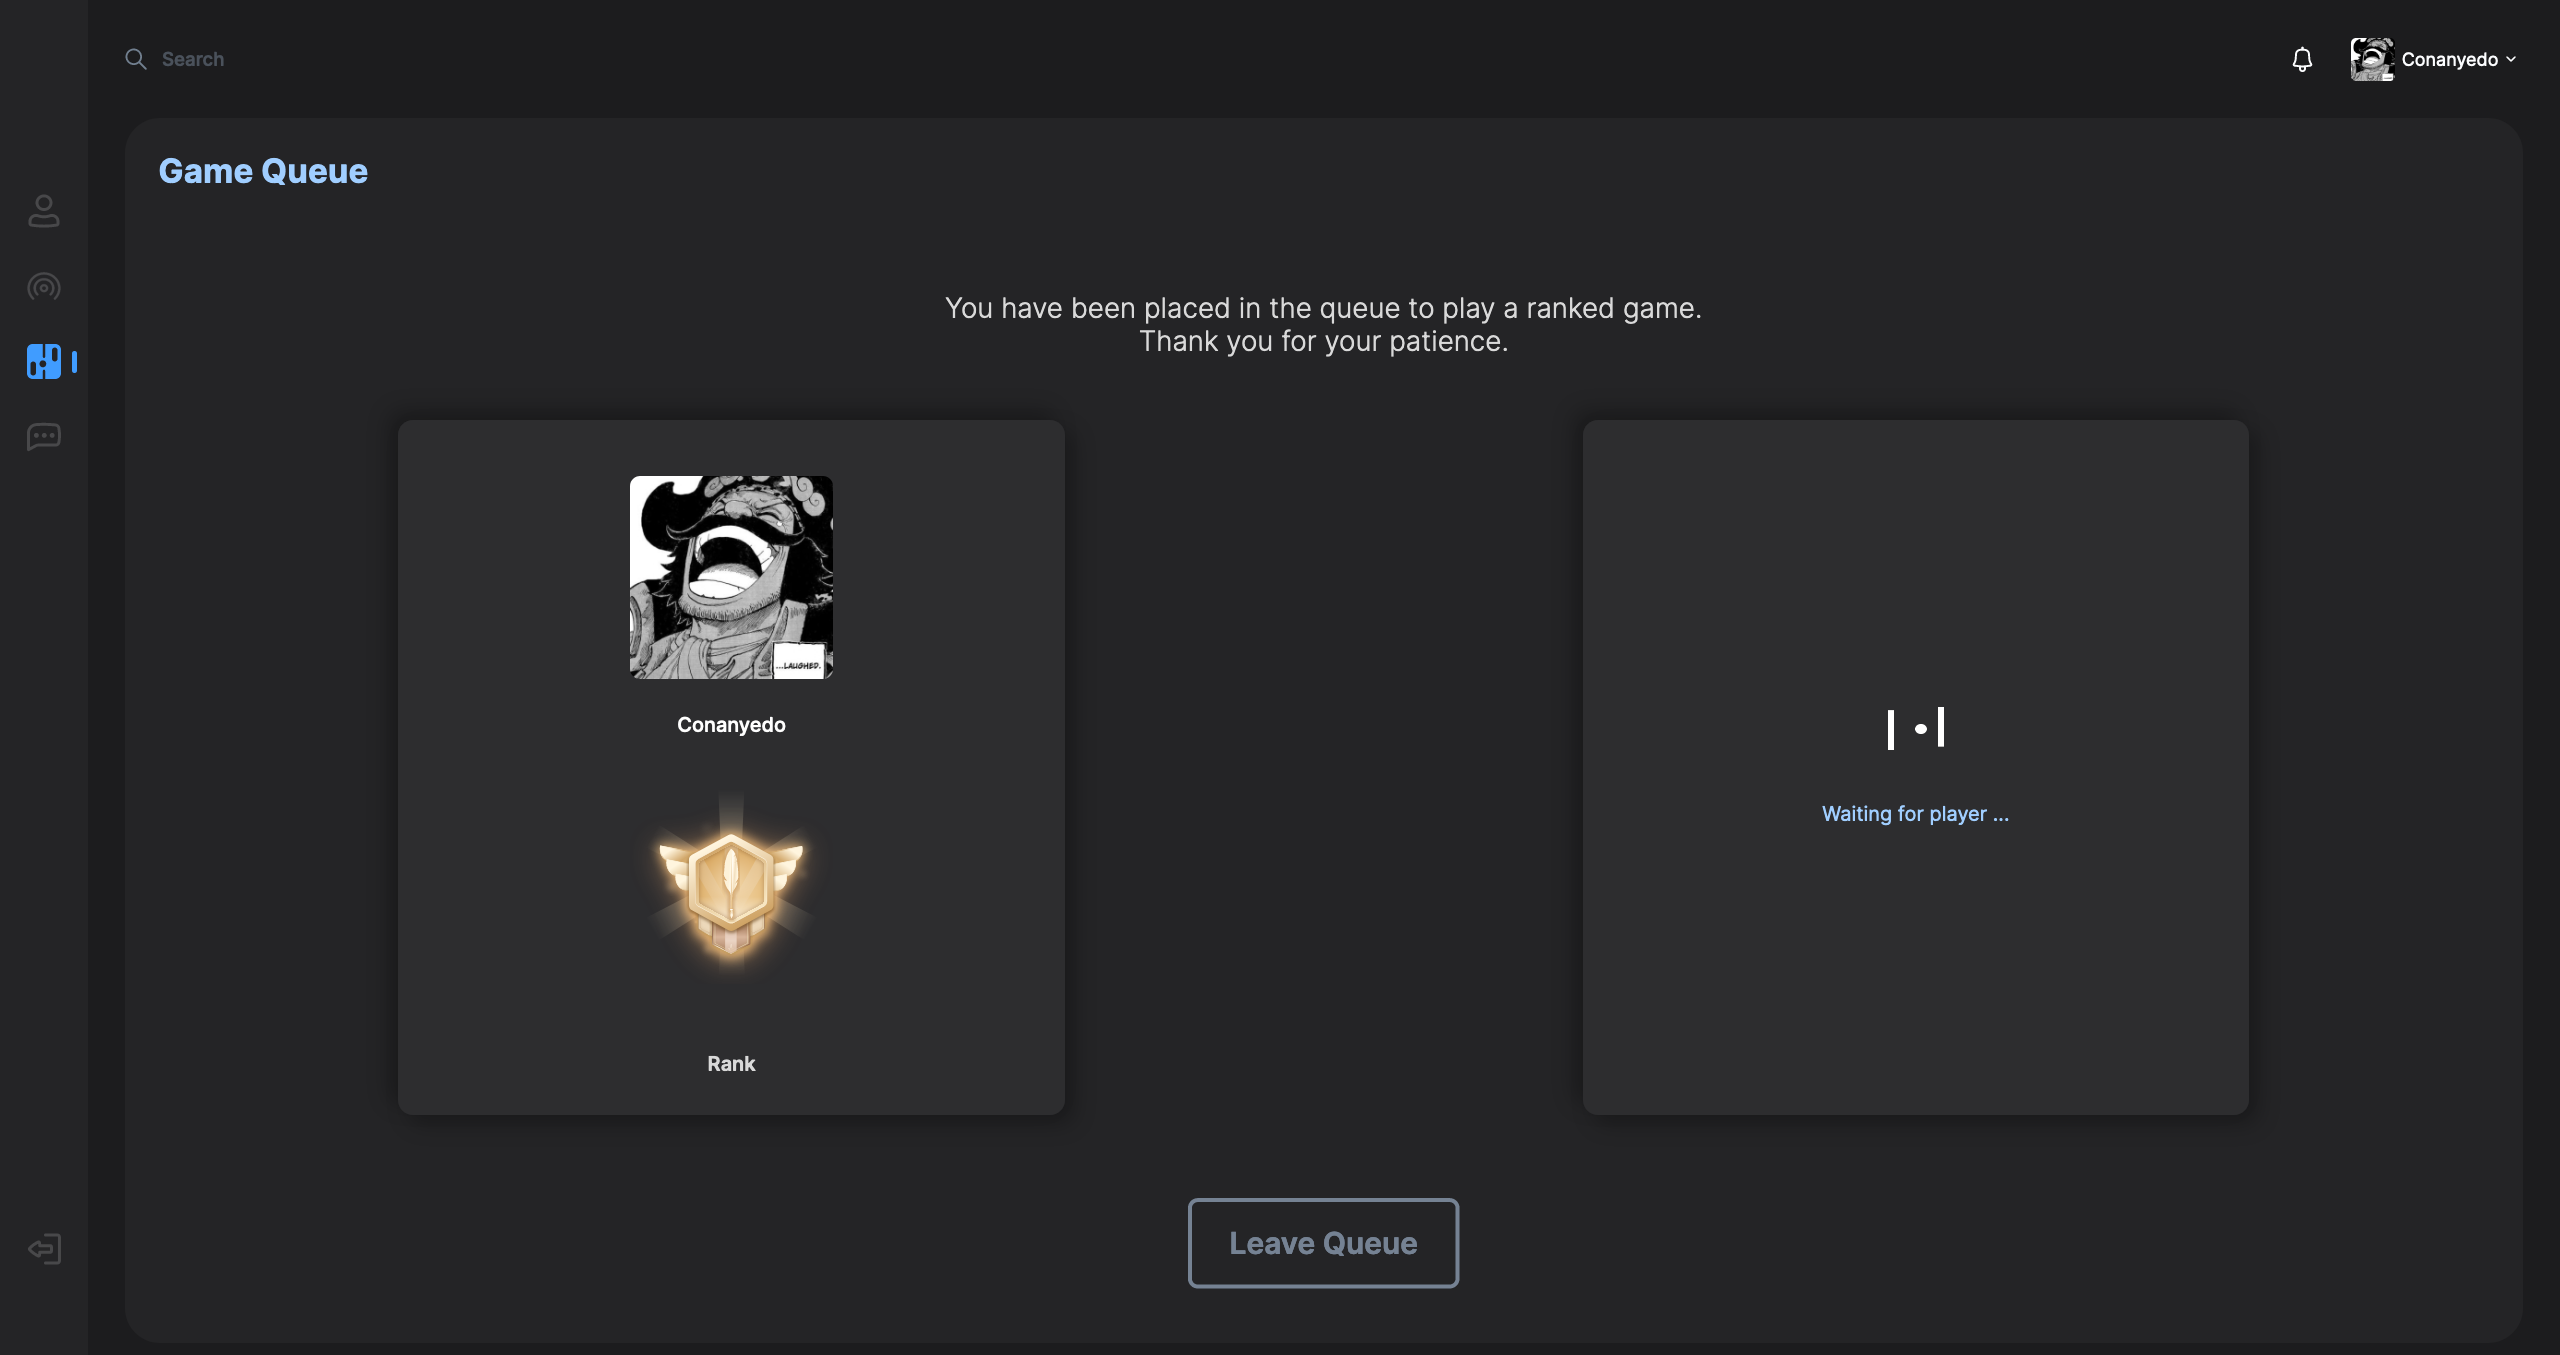 Search
Conanyedo
Game Queue
You have been placed in the queue to play a ranked game.
Thank you for your patience.
...LAUGHED.
Conanyedo
Rank
Waiting for player ...
Leave Queue